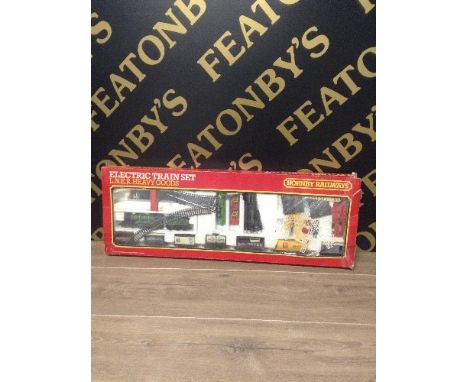 FEATONBY'S
FEATONBY'S
FEATONBY'S
FEATONBY'S
ELECTRIC TRAIN SET
L.N.E.R. HEAVY GOODS
HORNBY RAILWAYS